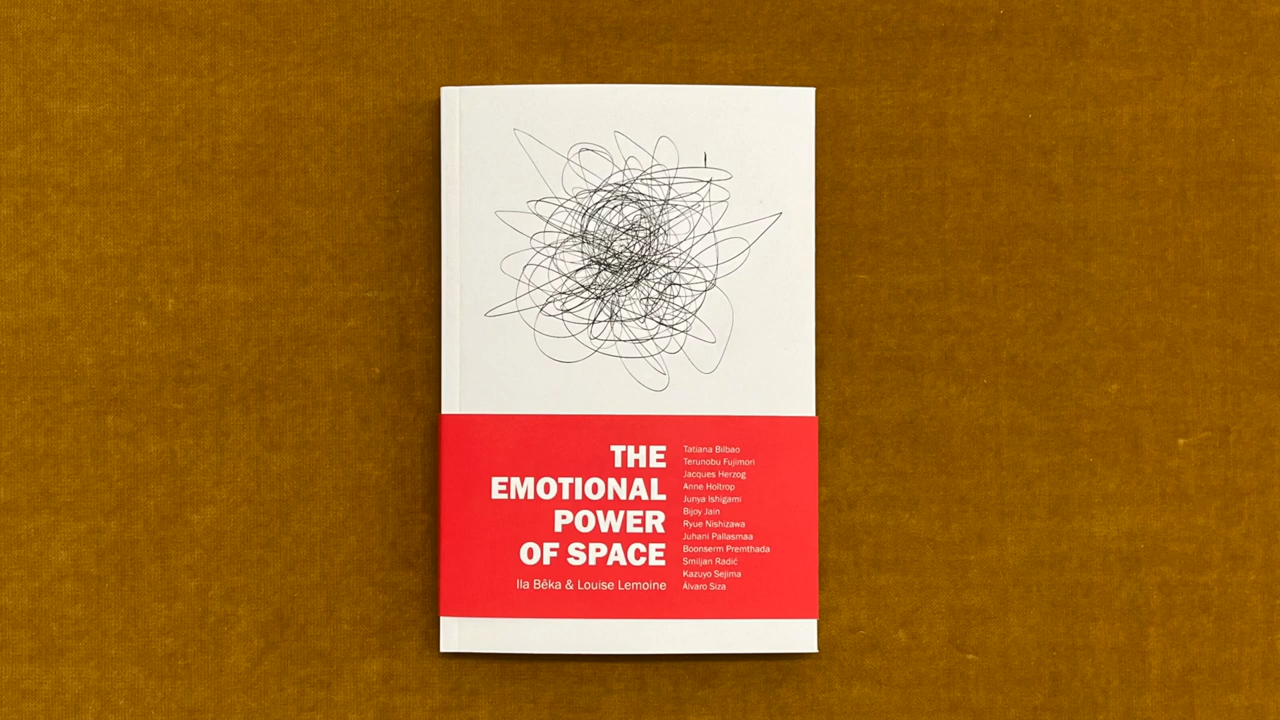 THE
EMOTIONAL
POWER
OF SPACE
Ila Bêka & Louise Lemoine
Tatiana Bilbao
Terunobu Fujimori
Jacques Herzog
Anne Holtrop
Junya Ishigami
Bijoy Jain
Ryue Nishizawa
Juhani Pallasmaa
Boonserm Premthada
Smiljan Radić
Kazuyo Sejima
Álvaro Siza